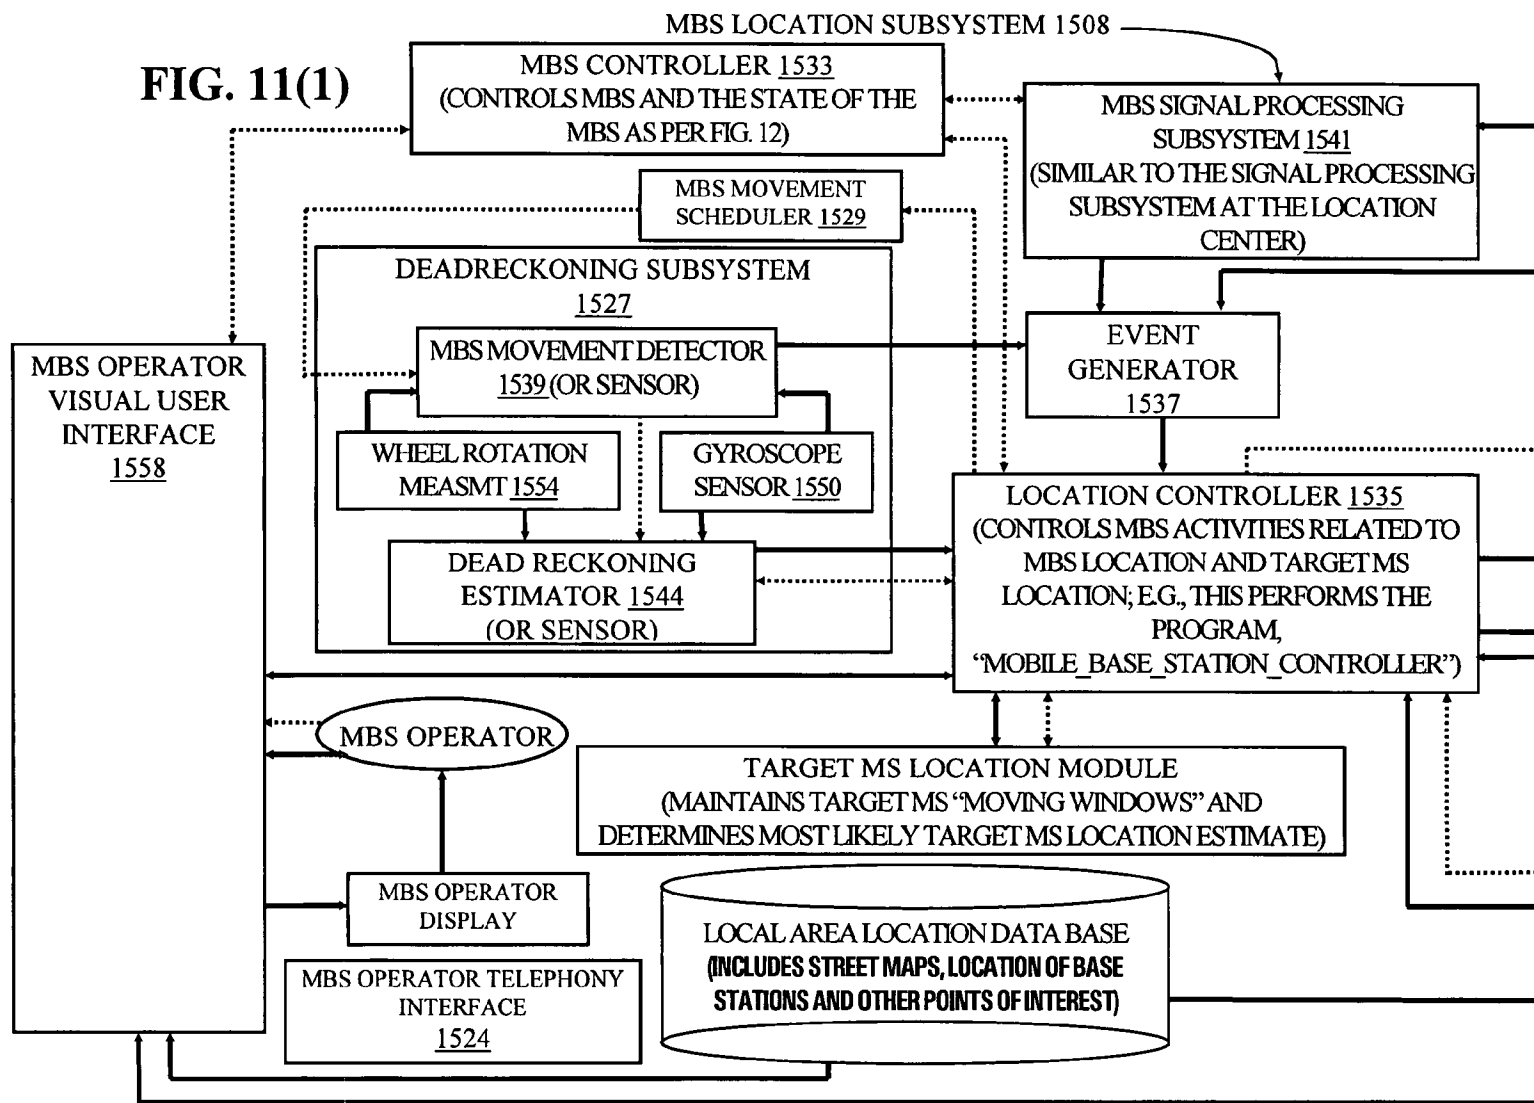 MBS LOCATION SUBSYSTEM 1508
FIG. 11(1)
MBS CONTROLLER 1533
(CONTROLS MBS AND THE STATE OF THE
MBS AS PER FIG. 12)
MBS SIGNAL PROCESSING
SUBSYSTEM 1541
(SIMILAR TO THE SIGNAL PROCESSING
SUBSYSTEM AT THE LOCATION
CENTER)
MBS MOVEMENT
SCHEDULER 1529
DEADRECKONING SUBSYSTEM
1527
MBS MOVEMENT DETECTOR
1539 (OR SENSOR)
EVENT
GENERATOR
1537
MBS OPERATOR
VISUAL USER
INTERFACE
1558
WHEEL ROTATION
MEASMT 1554
GYROSCOPE
SENSOR 1550
DEAD RECKONING
ESTIMATOR 1544
(OR SENSOR)
LOCATION CONTROLLER 1535
(CONTROLS MBS ACTIVITIES RELATED TO
MBS LOCATION AND TARGET MS
LOCATION; E.G., THIS PERFORMS THE
PROGRAM,
“MOBILE_BASE_STATION_CONTROLLER”)
MBS OPERATOR
TARGET MS LOCATION MODULE
(MAINTAINS TARGET MS “MOVING WINDOWS” AND
DETERMINES MOST LIKELY TARGET MS LOCATION ESTIMATE)
MBS OPERATOR
DISPLAY
LOCAL AREA LOCATION DATA BASE
(INCLUDES STREET MAPS, LOCATION OF BASE
STATIONS AND OTHER POINTS OF INTEREST)
MBS OPERATOR TELEPHONY
INTERFACE
1524